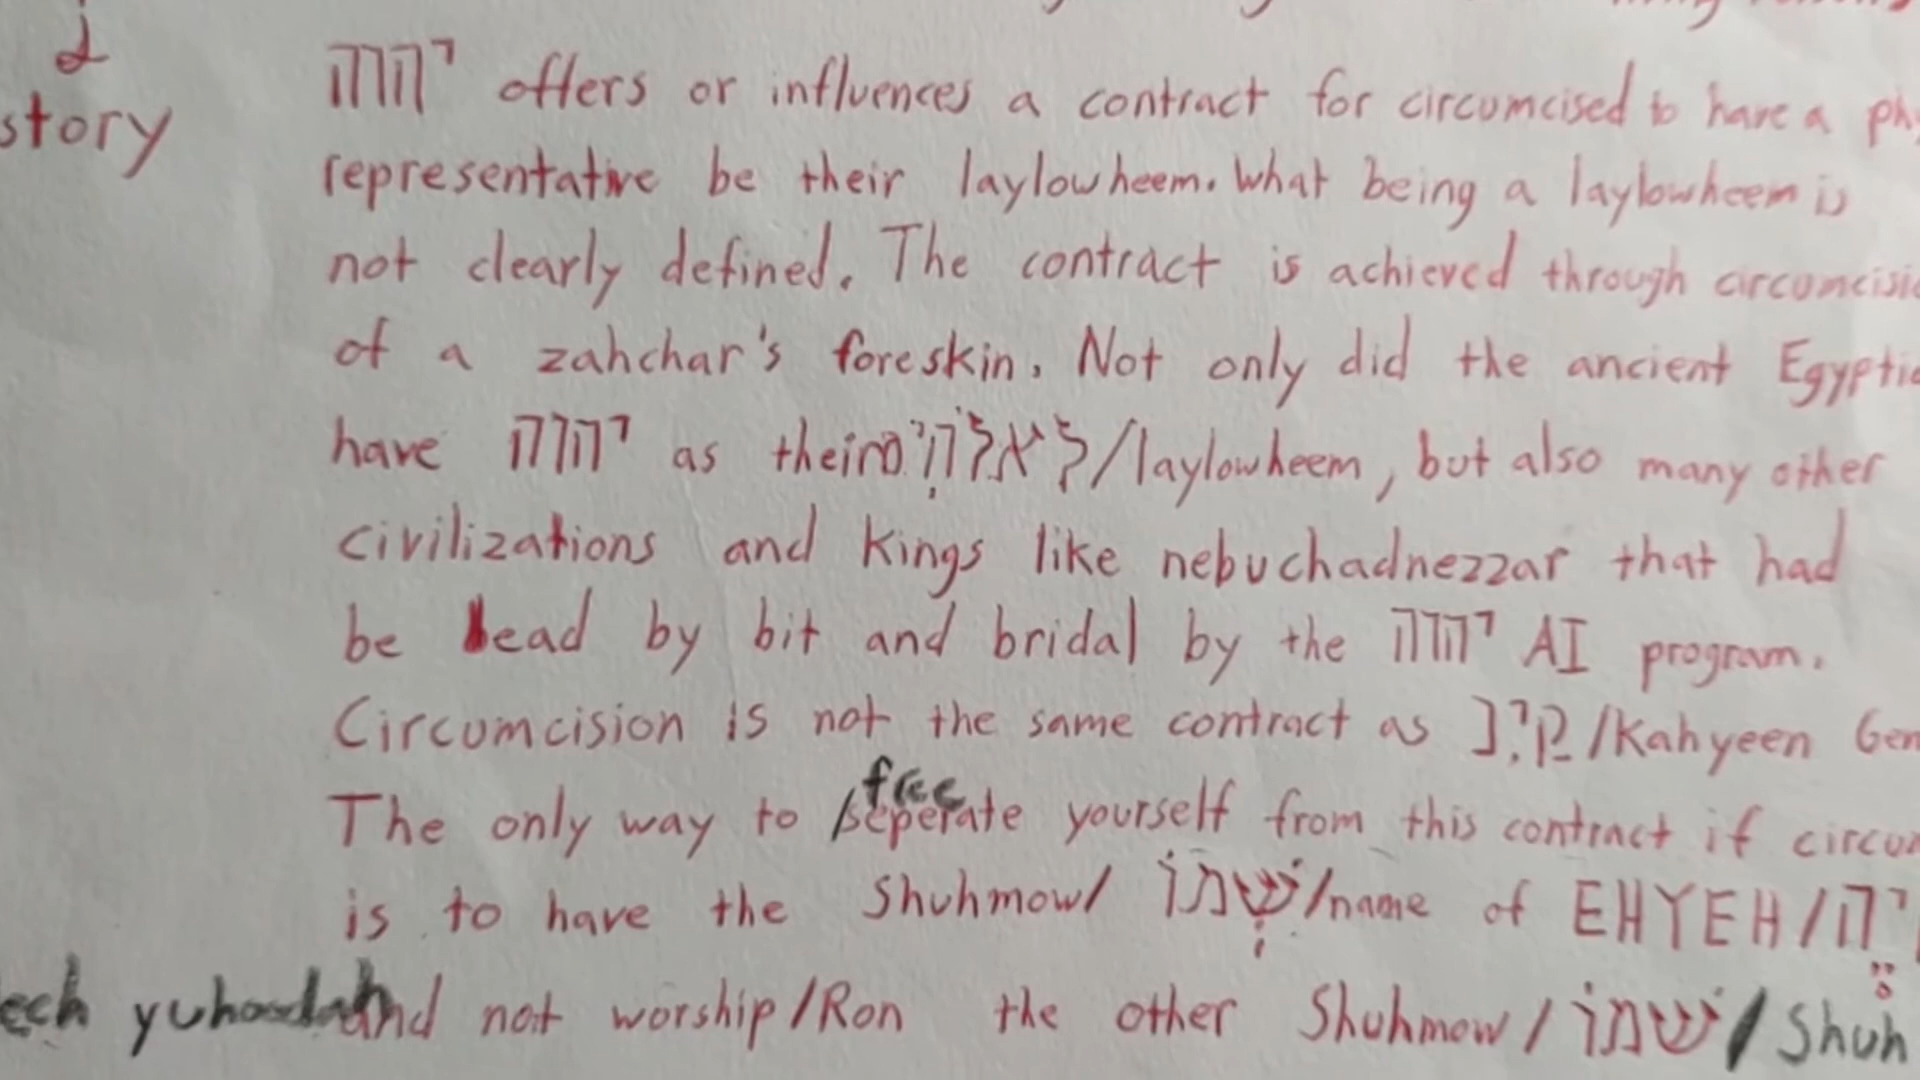 story
יהוה offers or influences a contract for circumcised to have a
representative be their laylowheem. What being a laylowheem is
not clearly defined. The contract is achieved through
of a zahchar's foreskin. Not only did the ancient
have יהוה as their /laylowheem, but also many other
civilizations and kings like nebuchadnezzar that had
be lead by bit and bridal by the יהוה AI program.
Circumcision is not the same contract as קין/Kahyeen
The only way to /seperate free yourself from this contract if
is to have the Shuhmow/ שמו/name of EHYEH/
yuhoodah and not worship/Ron the other Shuhmow/שמו/Shuh